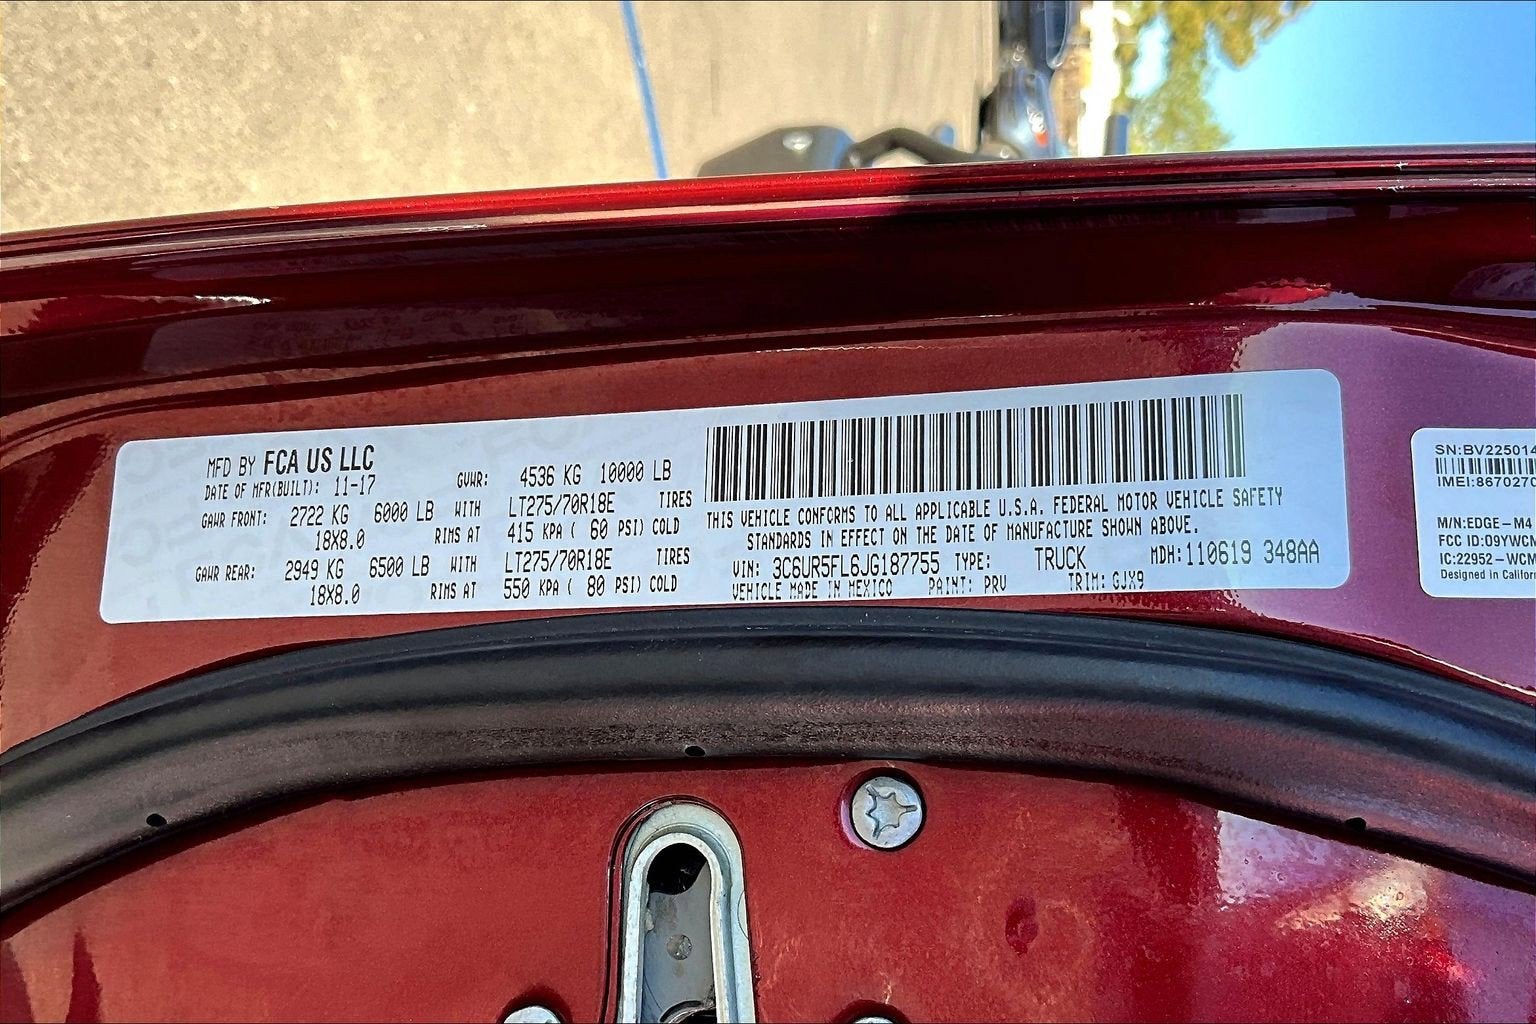 MFD BY FCA US LLC
DATE OF MFR(BUILT): 11-17 GVWR: 4536 KG 10000 LB
GAWR FRONT: 2722 KG 6000 LB WITH LT275/70R18E TIRES
18X8.0 RIMS AT 415 KPA ( 60 PSI) COLD
GAWR REAR: 2949 KG 6500 LB WITH LT275/70R18E TIRES
18X8.0 RIMS AT 550 KPA ( 80 PSI) COLD
THIS VEHICLE CONFORMS TO ALL APPLICABLE U.S.A. FEDERAL MOTOR VEHICLE SAFETY
STANDARDS IN EFFECT ON THE DATE OF MANUFACTURE SHOWN ABOVE.
VIN: 3C6UR5FL6JG187755 TYPE: TRUCK MDH:110619 348AA
VEHICLE MADE IN MEXICO PAINT: PRV TRIM: GJX9
SN:BV225014
IMEI:8670270
M/N:EDGE-M4
FCC ID:09YWCM
IC:22952-WCM
Designed in Califor